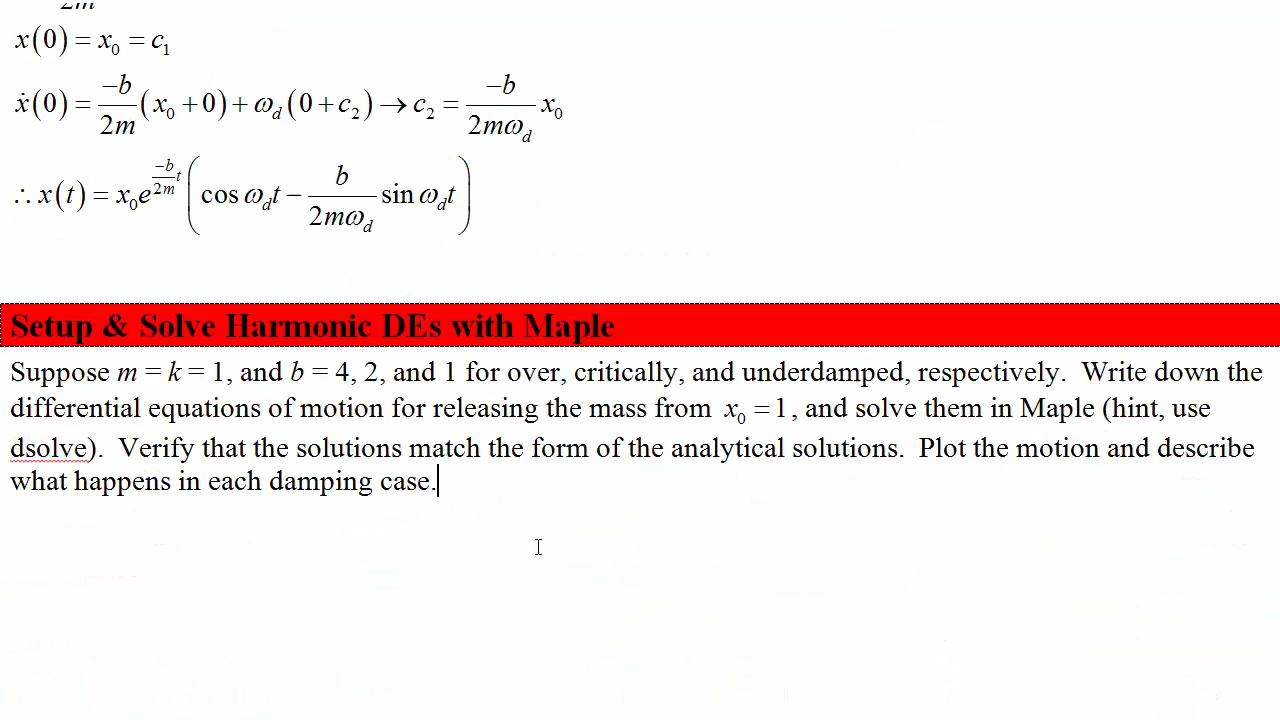 2m
x(0) = x₀ = c₁
ẋ(0) = -b/2m (x₀ + 0) + ω_d (0 + c₂) → c₂ = -b/2mω_d x₀
∴ x(t) = x₀e^(-b/2m t) (cos ω_d t − b/2mω_d sin ω_d t)
Setup & Solve Harmonic DEs with Maple
Suppose m = k = 1, and b = 4, 2, and 1 for over, critically, and underdamped, respectively. Write down the
differential equations of motion for releasing the mass from x₀ = 1, and solve them in Maple (hint, use
dsolve). Verify that the solutions match the form of the analytical solutions. Plot the motion and describe
what happens in each damping case.